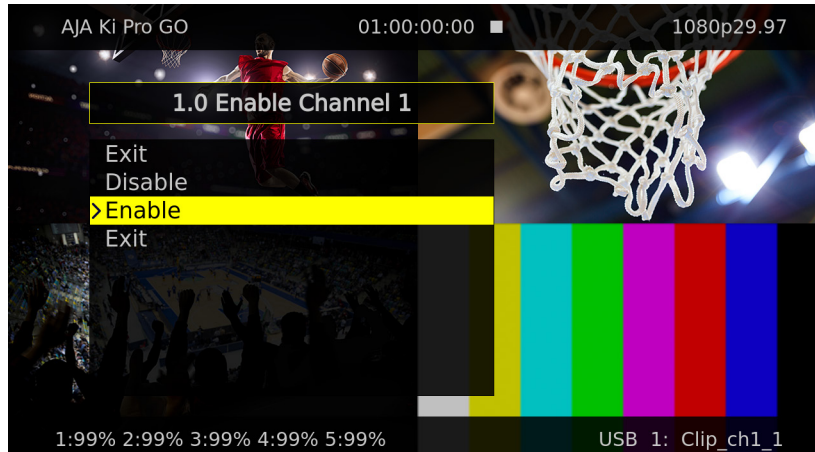 AJA Ki Pro GO 01:00:00:00 1080p29.97
1.0 Enable Channel 1
Exit
Disable
>Enable
Exit
1:99% 2:99% 3:99% 4:99% 5:99% USB 1: Clip_ch1_1